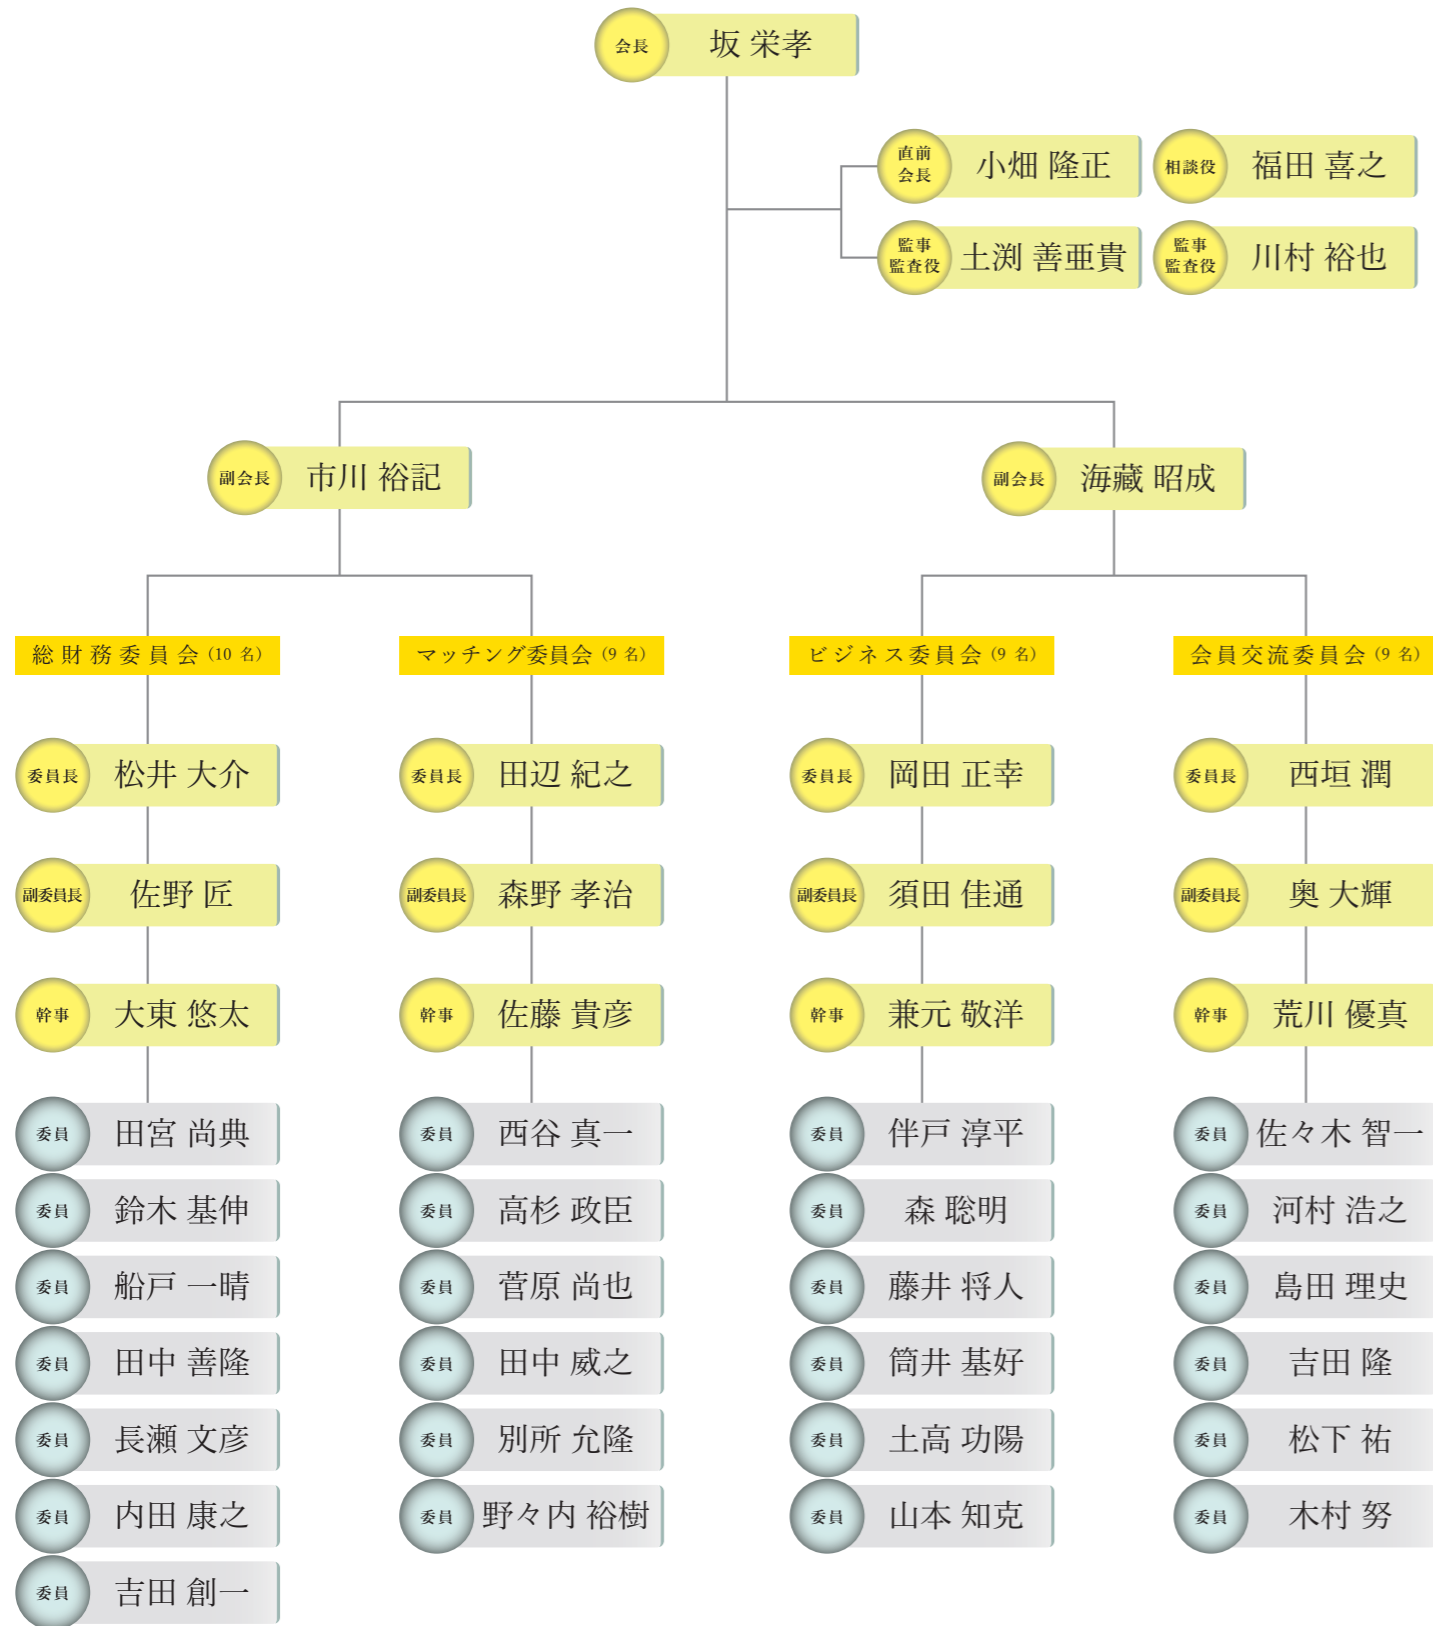 会長 坂 栄孝
直前
会長
小畑 隆正
相談役 福田 喜之
監事
監査役
土渕 善亜貴
監事
監査役
川村 裕也
副会長 市川 裕記
副会長 海藏 昭成
総財務委員会（10 名）
委員長 松井 大介
副委員長 佐野 匠
幹事 大東 悠太
委員 田宮 尚典
委員 鈴木 基伸
委員 船戸 一晴
委員 田中 善隆
委員 長瀬 文彦
委員 内田 康之
委員 吉田 創一
マッチング委員会（9 名）
委員長 田辺 紀之
副委員長 森野 孝治
幹事 佐藤 貴彦
委員 西谷 真一
委員 高杉 政臣
委員 菅原 尚也
委員 田中 威之
委員 別所 允隆
委員 野々内 裕樹
ビジネス委員会（9 名）
委員長 岡田 正幸
副委員長 須田 佳通
幹事 兼元 敬洋
委員 伴戸 淳平
委員 森 聡明
委員 藤井 将人
委員 筒井 基好
委員 土高 功陽
委員 山本 知克
会員交流委員会（9 名）
委員長 西垣 潤
副委員長 奥 大輝
幹事 荒川 優真
委員 佐々木 智一
委員 河村 浩之
委員 島田 理史
委員 吉田 隆
委員 松下 祐
委員 木村 努